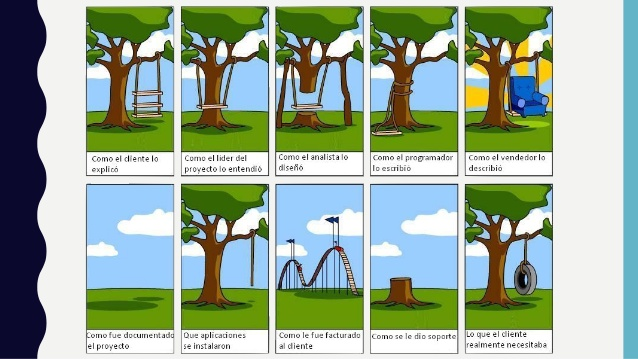 Como el cliente lo
explicó
Como el lider del
proyecto lo entendió
Como el analista lo
diseñó
Como el programador
lo escribió
Como el vendedor lo
describió
Como fue documentado
el proyecto
Que aplicaciones
se instalaron
Como le fue facturado
al cliente
Como se le dio soporte
Lo que el cliente
realmente necesitaba